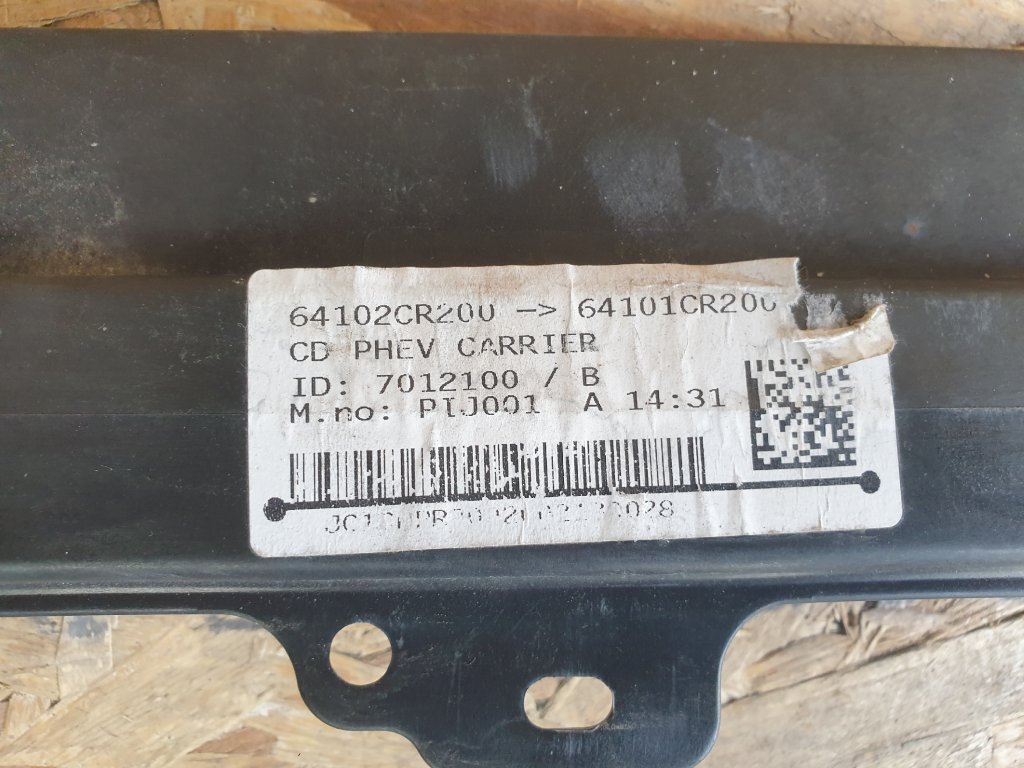 64102CR200 -> 64101CR200
CD PHEV CARRIER
ID: 7012100 / B
M.no: PIJ001 A 14:31